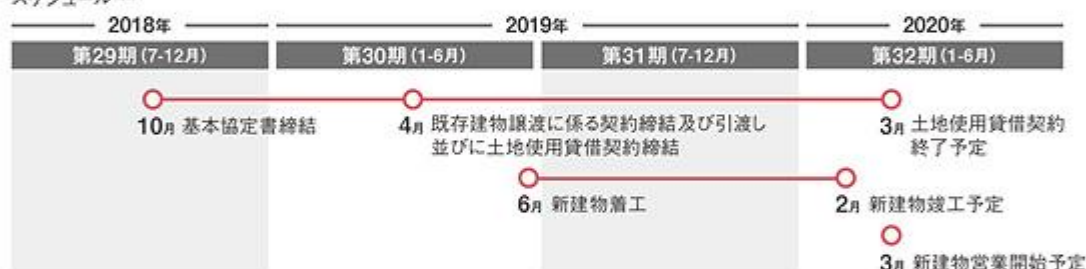 2018年 2019年 2020年
第29期(7-12月) 第30期(1-6月) 第31期(7-12月) 第32期(1-6月)
10月 基本協定書締結
4月 既存建物譲渡に係る契約締結及び引渡し
並びに土地使用貸借契約締結
3月 土地使用貸借契約
終了予定
6月 新建物着工
2月 新建物竣工予定
3月 新建物営業開始予定